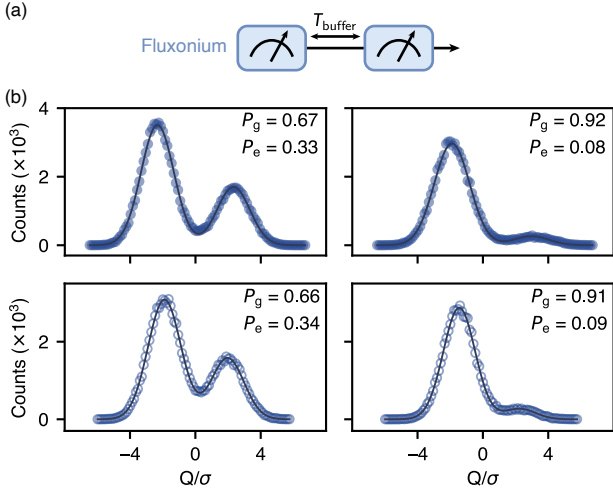 (a)
T_buffer
Fluxonium
(b)
P_g = 0.67
P_e = 0.33
P_g = 0.92
P_e = 0.08
4
2
0
Counts (×10³)
P_g = 0.66
P_e = 0.34
P_g = 0.91
P_e = 0.09
2
0
Counts (×10³)
−4 0 4
−4 0 4
Q/σ
Q/σ